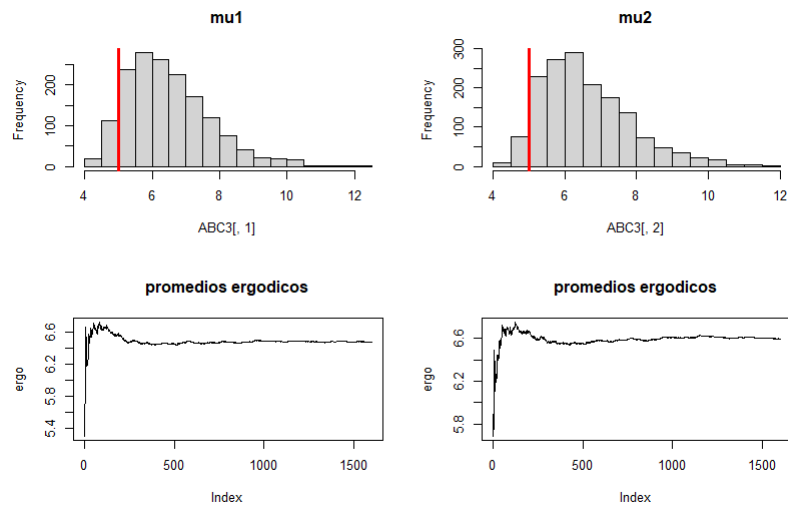 mu1
Frequency
0
100
200
4
6
8
10
12
ABC3[, 1]
mu2
Frequency
0
100
200
300
4
6
8
10
12
ABC3[, 2]
promedios ergodicos
ergo
5.4
5.8
6.2
6.6
0
500
1000
1500
Index
promedios ergodicos
ergo
5.8
6.2
6.6
0
500
1000
1500
Index